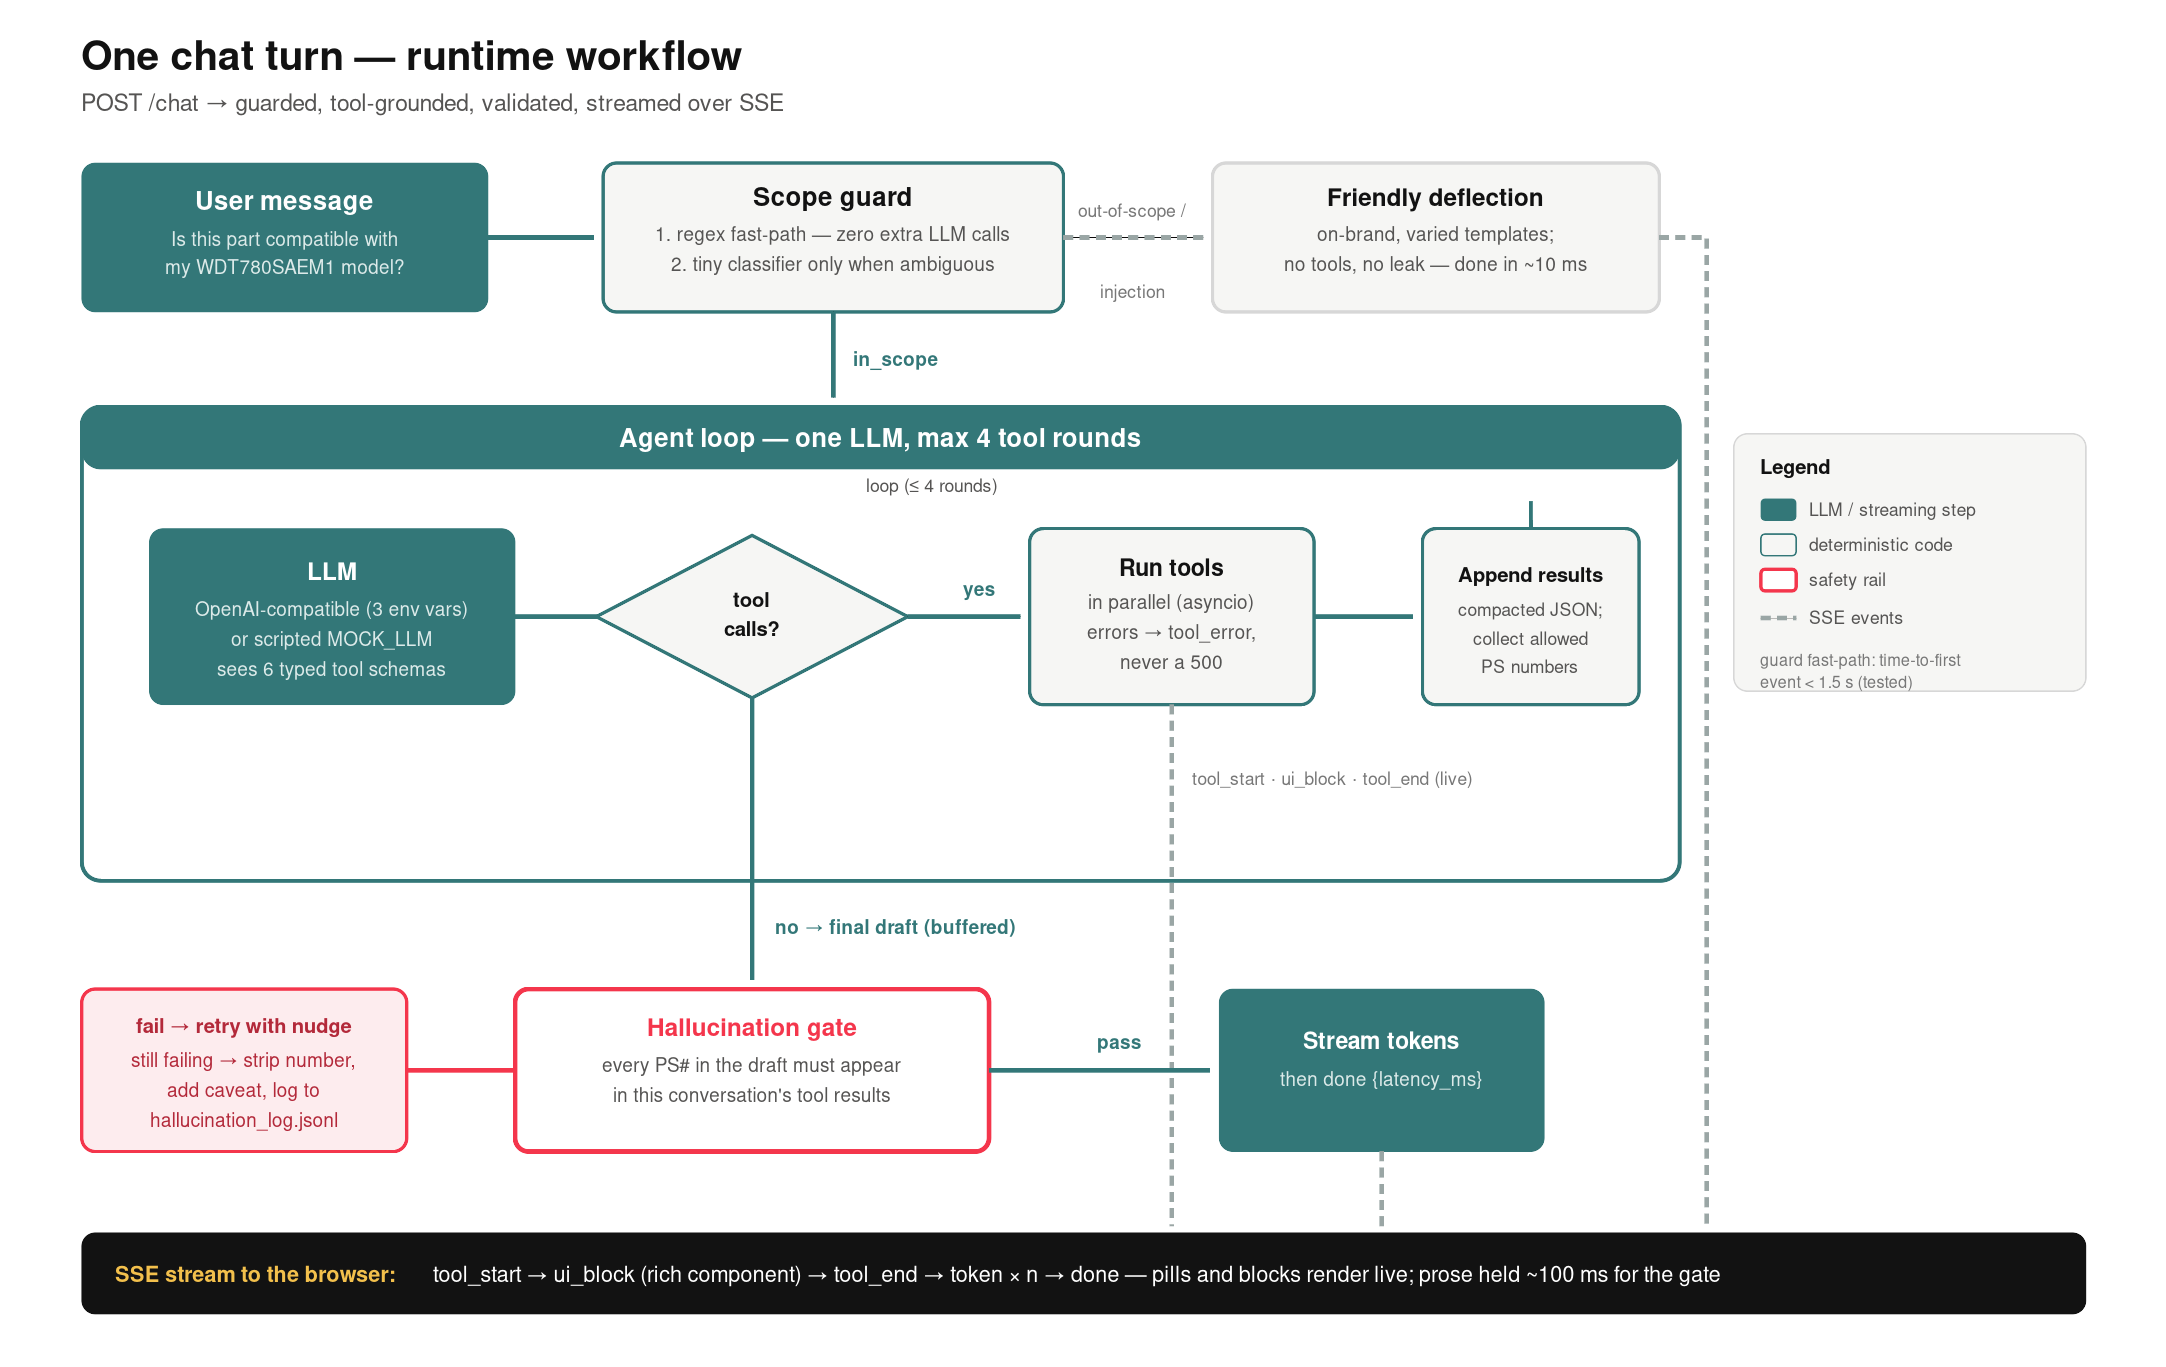 One chat turn — runtime workflow
POST /chat → guarded, tool-grounded, validated, streamed over SSE
User message
Is this part compatible with
my WDT780SAEM1 model?
Scope guard
1. regex fast-path — zero extra LLM calls
2. tiny classifier only when ambiguous
out-of-scope /
injection
Friendly deflection
on-brand, varied templates;
no tools, no leak — done in ~10 ms
in_scope
Agent loop — one LLM, max 4 tool rounds
loop (≤ 4 rounds)
LLM
OpenAI-compatible (3 env vars)
or scripted MOCK_LLM
sees 6 typed tool schemas
tool
calls?
yes
Run tools
in parallel (asyncio)
errors → tool_error,
never a 500
Append results
compacted JSON;
collect allowed
PS numbers
Legend
LLM / streaming step
deterministic code
safety rail
SSE events
guard fast-path: time-to-first
event < 1.5 s (tested)
tool_start · ui_block · tool_end (live)
no → final draft (buffered)
fail → retry with nudge
still failing → strip number,
add caveat, log to
hallucination_log.jsonl
Hallucination gate
every PS# in the draft must appear
in this conversation's tool results
pass
Stream tokens
then done {latency_ms}
SSE stream to the browser: tool_start → ui_block (rich component) → tool_end → token × n → done — pills and blocks render live; prose held ~100 ms for the gate